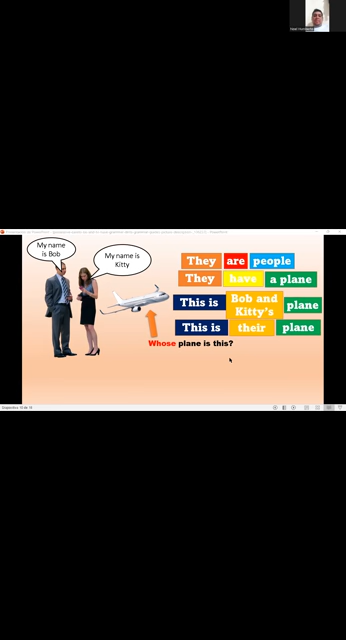 My name
is Bob
My name is
Kitty
They are people
They have a plane
This is Bob and Kitty's plane
This is their plane
Whose plane is this?